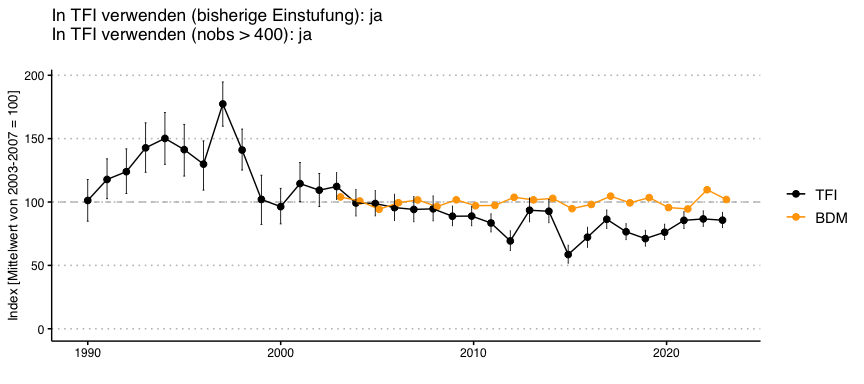 In TFI verwenden (bisherige Einstufung): ja
In TFI verwenden (nobs > 400): ja
Index [Mittelwert von 2003-2007 = 100]
200
150
100
50
0
1990
2000
2010
2020
TFI
BDM